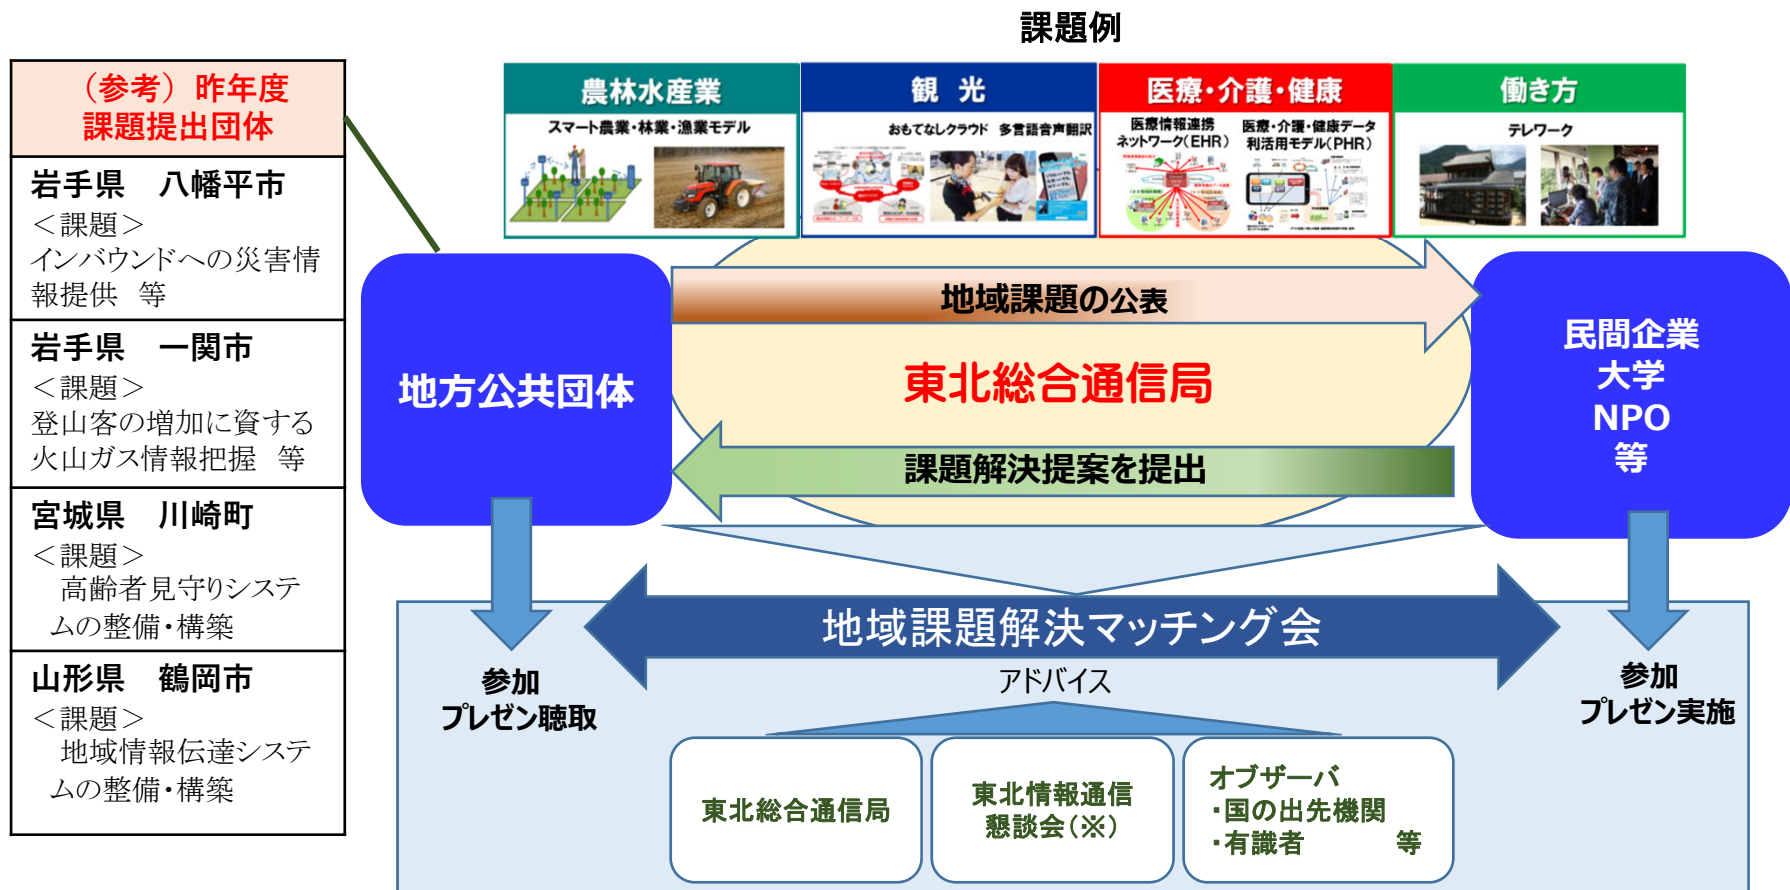 課題例
（参考）昨年度
課題提出団体
岩手県　八幡平市
＜課題＞
インバウンドへの災害情
報提供　等
岩手県　一関市
＜課題＞
登山客の増加に資する
火山ガス情報把握　等
宮城県　川崎町
＜課題＞
高齢者見守りシステ
ムの整備・構築
山形県　鶴岡市
＜課題＞
地域情報伝達システ
ムの整備・構築
農林水産業
スマート農業・林業・漁業モデル
観　光
おもてなしクラウド　多言語音声翻訳
医療・介護・健康
医療情報連携
ネットワーク(EHR)
医療・介護・健康データ
利活用モデル(PHR)
働き方
テレワーク
地方公共団体
地域課題の公表
東北総合通信局
課題解決提案を提出
民間企業
大学
NPO
等
地域課題解決マッチング会
参加
プレゼン聴取
アドバイス
参加
プレゼン実施
東北総合通信局
東北情報通信
懇談会（※）
オブザーバ
・国の出先機関
・有識者　　　等